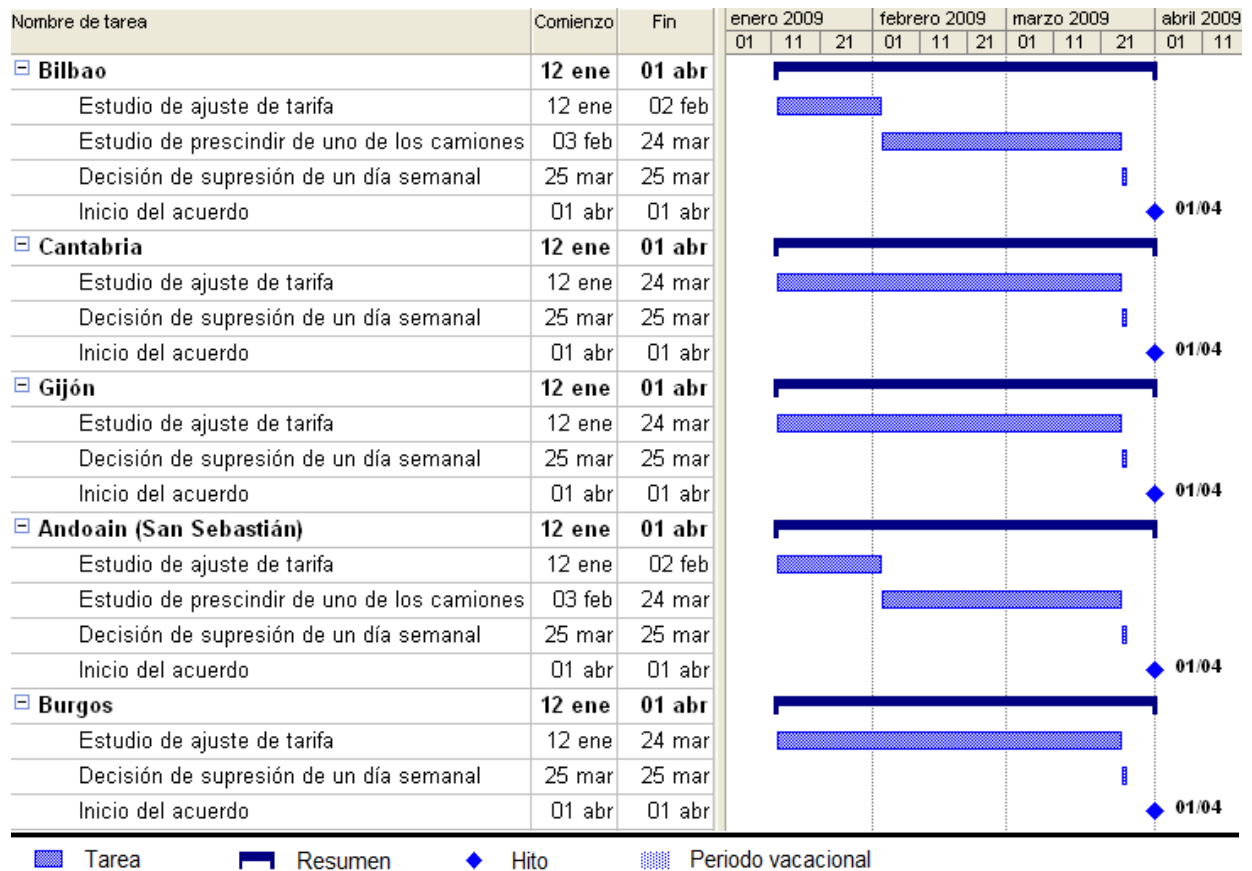 Nombre de tarea Comienzo Fin enero 2009 febrero 2009 marzo 2009 abril 2009
01 11 21 01 11 21 01 11 21 01 11
Bilbao 12 ene 01 abr
Estudio de ajuste de tarifa 12 ene 02 feb
Estudio de prescindir de uno de los camiones 03 feb 24 mar
Decisión de supresión de un día semanal 25 mar 25 mar
Inicio del acuerdo 01 abr 01 abr 01/04
Cantabria 12 ene 01 abr
Estudio de ajuste de tarifa 12 ene 24 mar
Decisión de supresión de un día semanal 25 mar 25 mar
Inicio del acuerdo 01 abr 01 abr 01/04
Gijón 12 ene 01 abr
Estudio de ajuste de tarifa 12 ene 24 mar
Decisión de supresión de un día semanal 25 mar 25 mar
Inicio del acuerdo 01 abr 01 abr 01/04
Andoain (San Sebastián) 12 ene 01 abr
Estudio de ajuste de tarifa 12 ene 02 feb
Estudio de prescindir de uno de los camiones 03 feb 24 mar
Decisión de supresión de un día semanal 25 mar 25 mar
Inicio del acuerdo 01 abr 01 abr 01/04
Burgos 12 ene 01 abr
Estudio de ajuste de tarifa 12 ene 24 mar
Decisión de supresión de un día semanal 25 mar 25 mar
Inicio del acuerdo 01 abr 01 abr 01/04
Tarea Resumen Hito Periodo vacacional